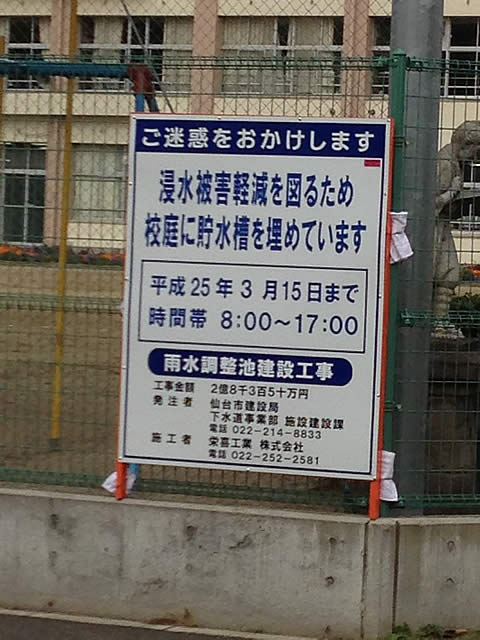 ご迷惑をおかけします
浸水被害軽減を図るため
校庭に貯水槽を埋めています
平成25年3月15日まで
時間帯 8:00～17:00
雨水調整池建設工事
工事金額 2億8千3百5十万円
発注者 仙台市建設局
下水道事業部 施設建設課
電話 022-214-8833
施工者 栄喜工業 株式会社
電話 022-252-2581